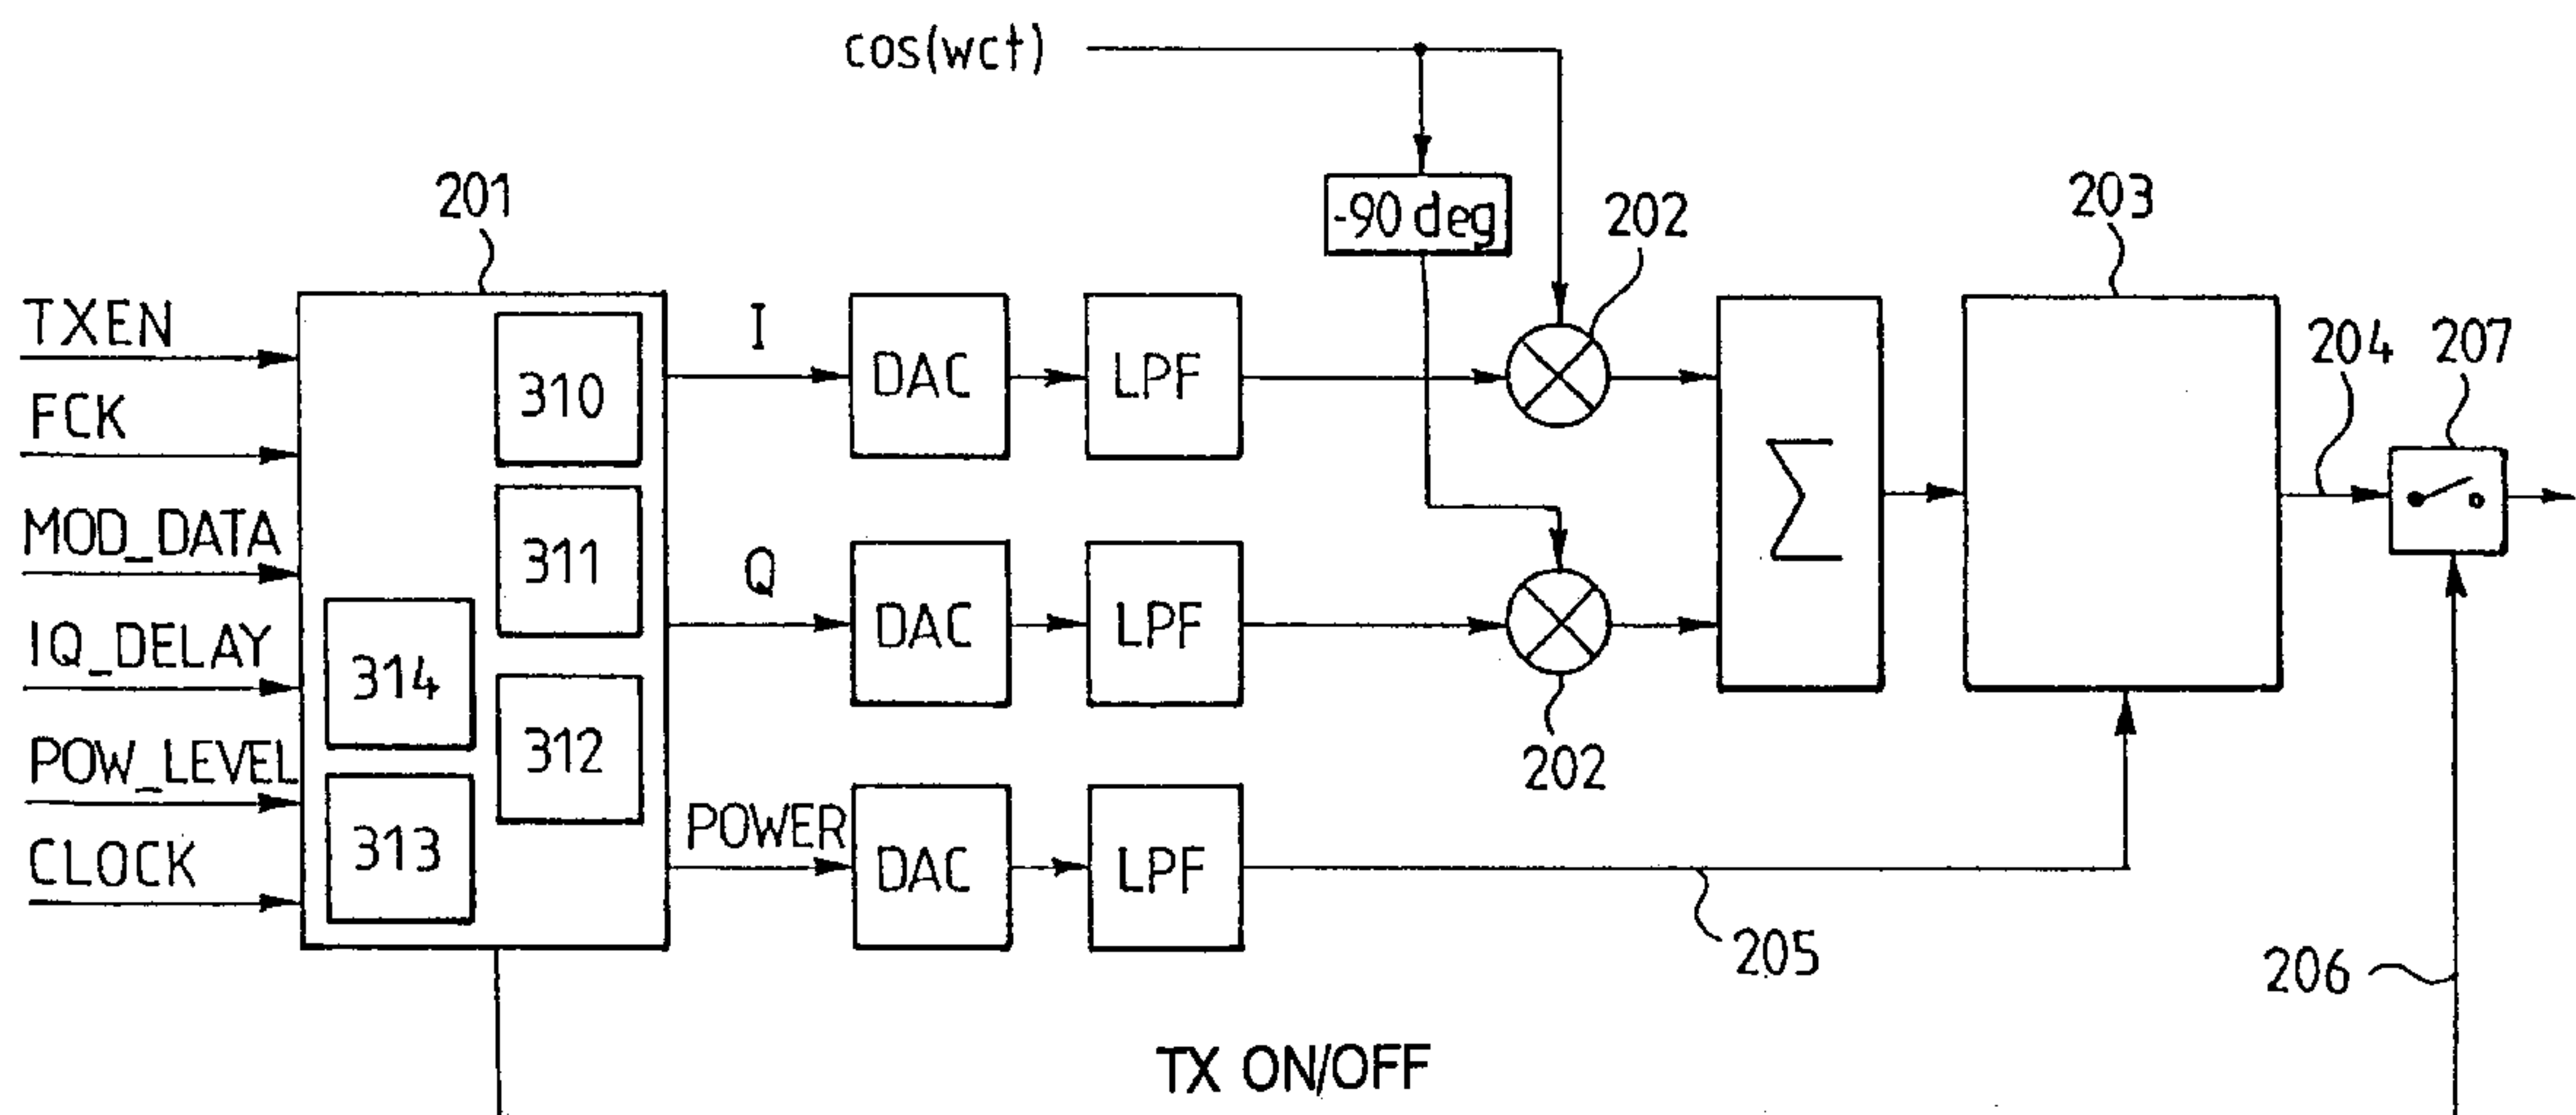 cos(wct)
-90 deg
201
202
203
TXEN
FCK
MOD_DATA
IQ_DELAY
POW_LEVEL
CLOCK
310
311
314
312
313
I
DAC
LPF
Q
DAC
LPF
202
POWER
DAC
LPF
Σ
204
207
205
206
TX ON/OFF